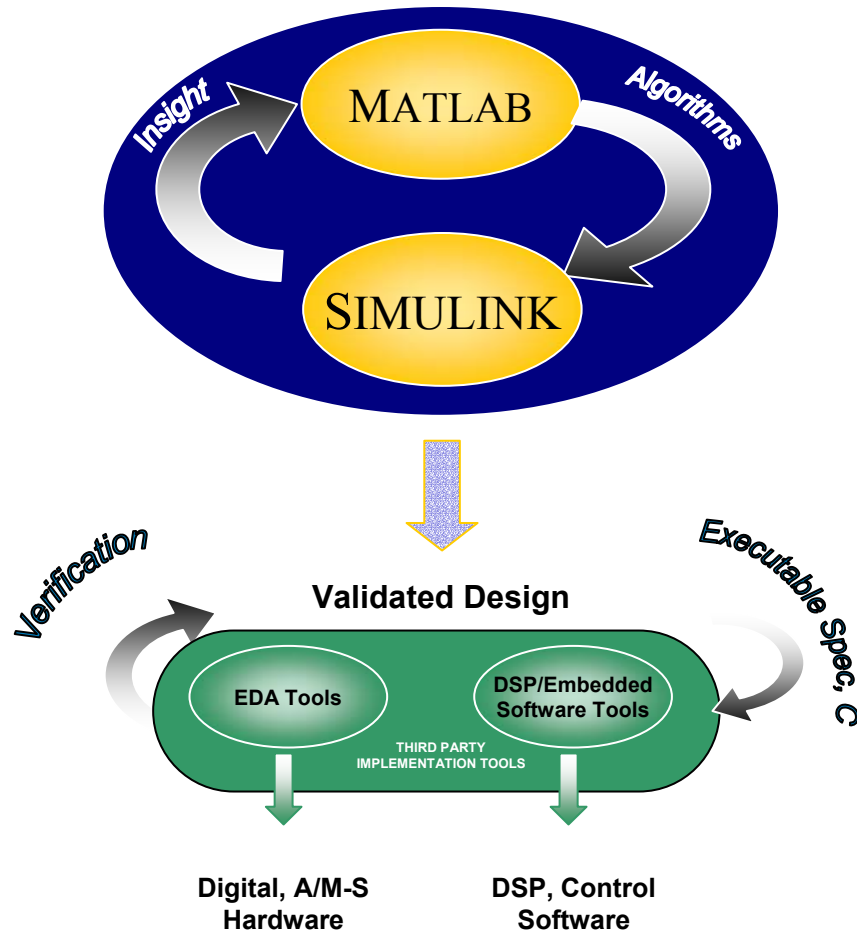 Insight
MATLAB
Algorithms
SIMULINK
Verification
Executable Spec, C
Validated Design
EDA Tools
DSP/Embedded
Software Tools
THIRD PARTY
IMPLEMENTATION TOOLS
Digital, A/M-S
Hardware
DSP, Control
Software